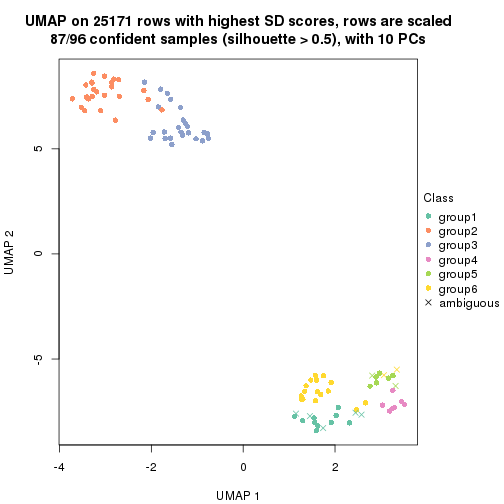 UMAP on 25171 rows with highest SD scores, rows are scaled
87/96 confident samples (silhouette > 0.5), with 10 PCs
UMAP 2
5
0
-5
-4
-2
0
2
UMAP 1
Class
group1
group2
group3
group4
group5
group6
ambiguous